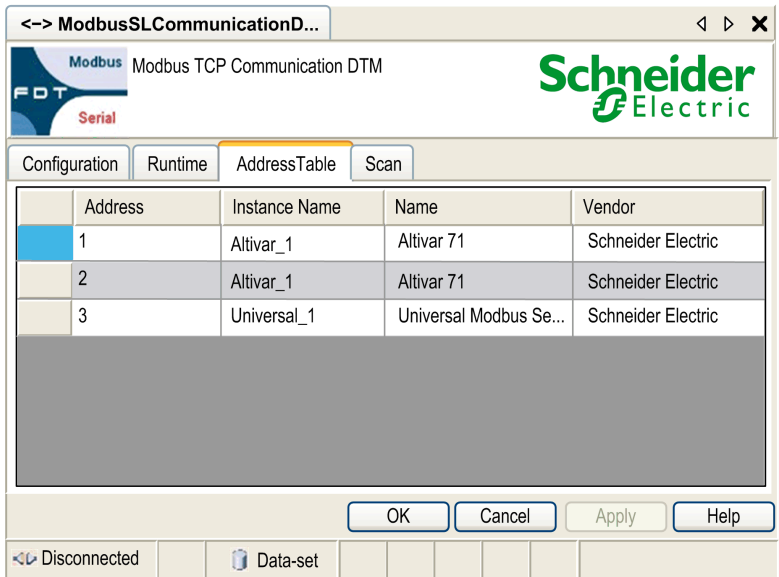 <-> ModbusSLCommunicationD...
Modbus
FDT
Serial
Modbus TCP Communication DTM
Schneider
Electric
Configuration Runtime AddressTable Scan
Address Instance Name Name Vendor
1 Altivar_1 Altivar 71 Schneider Electric
2 Altivar_1 Altivar 71 Schneider Electric
3 Universal_1 Universal Modbus Se... Schneider Electric
OK Cancel Apply Help
Disconnected Data-set